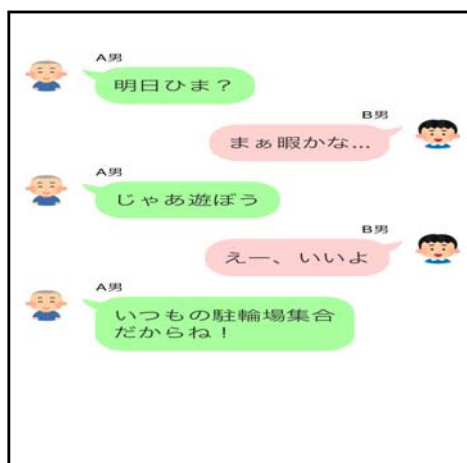 A男
明日ひま？
B男
まぁ暇かな...
A男
じゃあ遊ぼう
B男
えー、いいよ
A男
いつもの駐輪場集合
だからね！